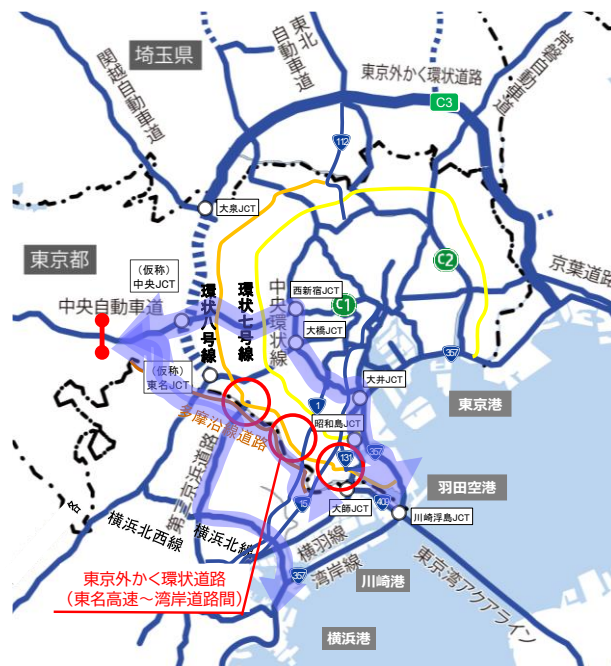 埼玉県
関越自動車道
東北
自動車道
東京外かく環状道路
常磐自動車道
C3
112
大泉JCT
東京都
(仮称)
中央JCT
中央自動車道
環状八号線
環状七号線
中央環状線
西新宿JCT
C1
C2
大橋JCT
京葉道路
357
(仮称)
東名JCT
大井JCT
東京港
1
昭和島JCT
多摩沿線道路
131
357
羽田空港
第三京浜道路
15
大師JCT
409
川崎浮島JCT
名
横浜北西線
横浜北線
横羽線
湾岸線
357
川崎港
東京湾アクアライン
東京外かく環状道路
(東名高速~湾岸道路間)
横浜港